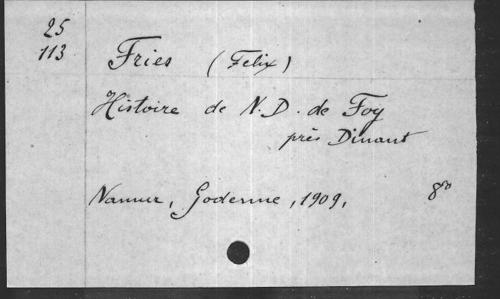 25
113
Fries (Felix)
Histoire de N. D. de Foy
près Dinant
Namur, Godenne, 1909, 8º